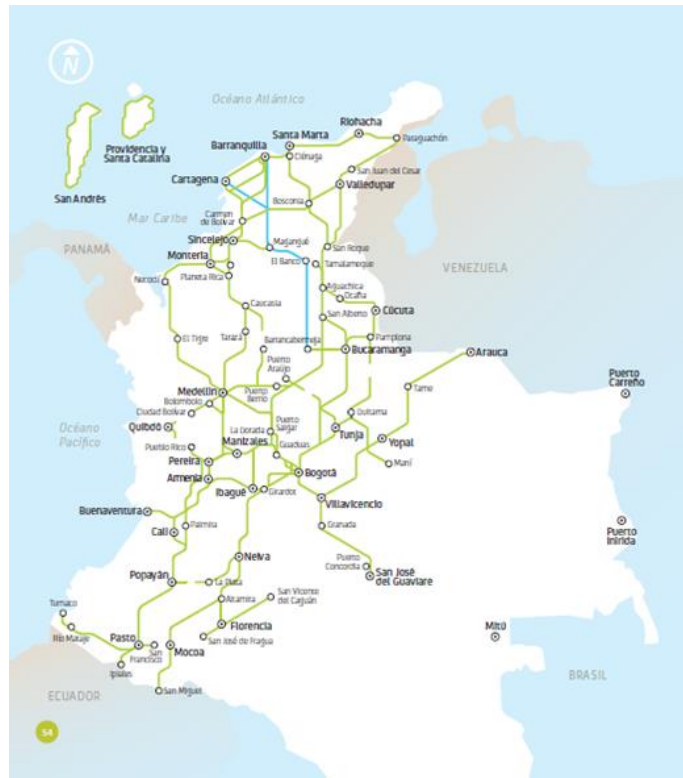 N
Océano Atlántico
Providencia y
Santa Catalina
San Andrés
Mar Caribe
PANAMÁ
VENEZUELA
Riohacha
Santa Marta
Paraguachón
Barranquilla
Ciénaga
San Juan del Cesar
Cartagena
Valledupar
Bosconia
Carmen
de Bolívar
Sincelejo
Magangué
San Roque
Montería
El Banco
Tamalameque
Planeta Rica
Necoclí
Aguachica
Ocaña
Caucasia
San Alberto
Cúcuta
El Tigre
Tarazá
Barrancabermeja
Pamplona
Bucaramanga
Arauca
Puerto
Araújo
Puerto
Carreño
Medellín
Puerto
Berrio
Tame
Bolombolo
Ciudad Bolívar
Océano
Pacífico
Quibdó
La Dorada
Puerto
Salgar
Duitama
Tunja
Yopal
Manizales
Pueblo Rico
Guaduas
Maní
Pereira
Bogotá
Armenia
Ibagué
Girardot
Villavicencio
Buenaventura
Granada
Puerto
Inírida
Cali
Palmira
Neiva
Puerto
Concordia
San José
del Guaviare
Popayán
La Plata
Altamira
San Vicente
del Caguán
Tumaco
Florencia
Mitú
Río Mataje
Pasto
San
Francisco
Mocoa
San José de Fragua
Ipiales
San Miguel
BRASIL
ECUADOR
54